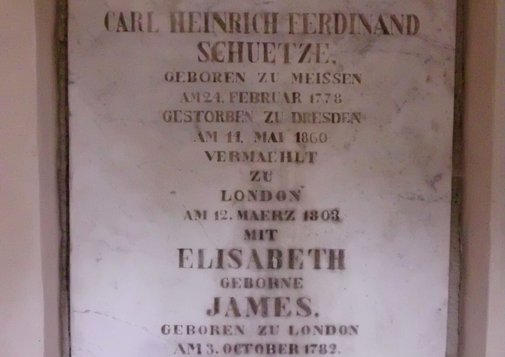 CARL HEINRICH FERDINAND
SCHUETZE,
GEBOREN ZU MEISSEN
AM 24. FEBRUAR 1778
GESTORBEN ZU DRESDEN
AM 11. MAI 1860
VERMAEHLT
ZU
LONDON
AM 12. MAERZ 1803
MIT
ELISABETH
GEBORNE
JAMES.
GEBOREN ZU LONDON
AM 3. OCTOBER 1782.